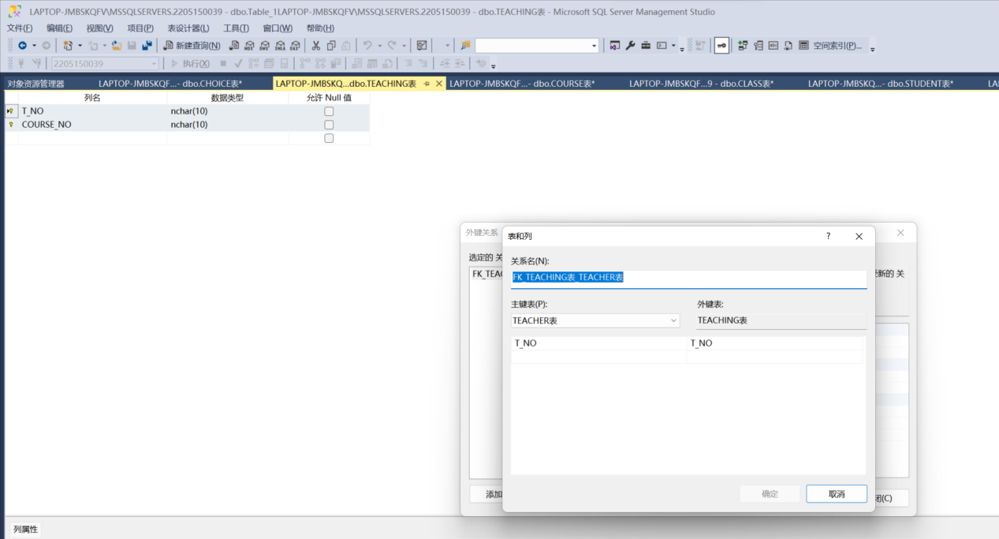 LAPTOP-JMBSKQFV\MSSQLSERVERS.2205150039 - dbo.Table_1LAPTOP-JMBSKQFV\MSSQLSERVERS.2205150039 - dbo.TEACHING表 - Microsoft SQL Server Management Studio
文件(F) 编辑(E) 视图(V) 项目(P) 表设计器(L) 工具(T) 窗口(W) 帮助(H)
新建查询(N)
空间索引(P)...
2205150039 执行(X)
对象资源管理器 LAPTOP-JMBSKQF...- dbo.CHOICE表* LAPTOP-JMBSKQ...dbo.TEACHING表 LAPTOP-JMBSKQF...- dbo.COURSE表* LAPTOP-JMBSKQF...9 - dbo.CLASS表* LAPTOP-JMBSKQ...- dbo.STUDENT表* LA
列名 数据类型 允许 Null 值
T_NO nchar(10)
COURSE_NO nchar(10)
外键关系
选定的 关
FK_TEAC
新的 关
添加
闭(C)
表和列 ?
关系名(N):
FK_TEACHING表_TEACHER表
主键表(P): 外键表:
TEACHER表 TEACHING表
T_NO T_NO
确定 取消
列属性